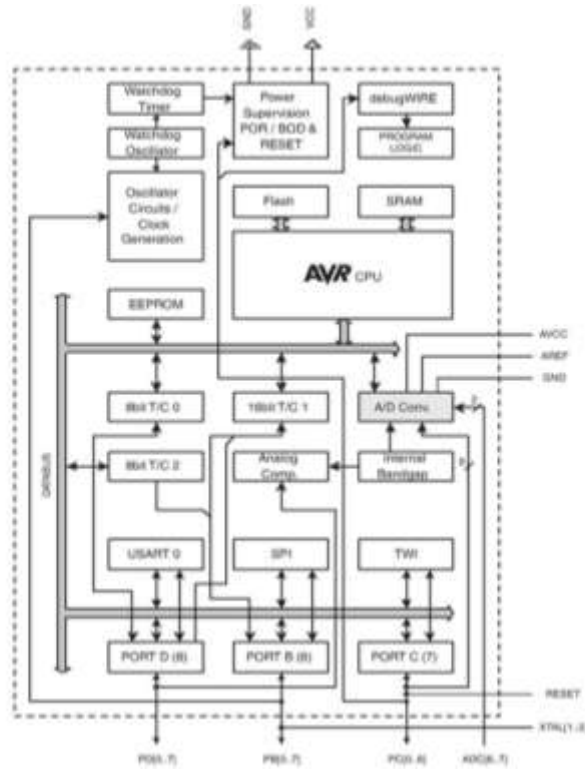 GND
VCC
Watchdog
Timer
Power
Supervision
POR / BOD &
RESET
debugWIRE
Watchdog
Oscillator
PROGRAM
LOGIC
Oscillator
Circuits /
Clock
Generation
Flash
SRAM
AVR CPU
EEPROM
AVCC
AREF
GND
8bit T/C 0
16bit T/C 1
A/D Conv.
2
DATABUS
8bit T/C 2
Analog
Comp.
Internal
Bandgap
USART 0
SPI
TWI
PORT D (8)
PORT B (8)
PORT C (7)
RESET
PD[0..7]
PB[0..7]
PC[0..6]
ADC[6..7]